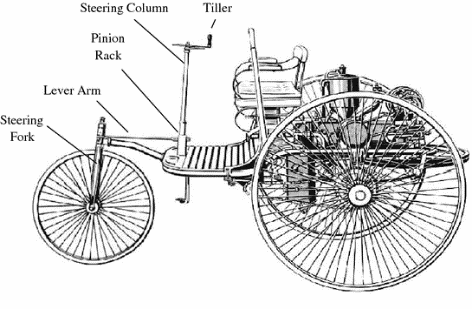 Steering Column
Tiller
Pinion
Rack
Lever Arm
Steering
Fork